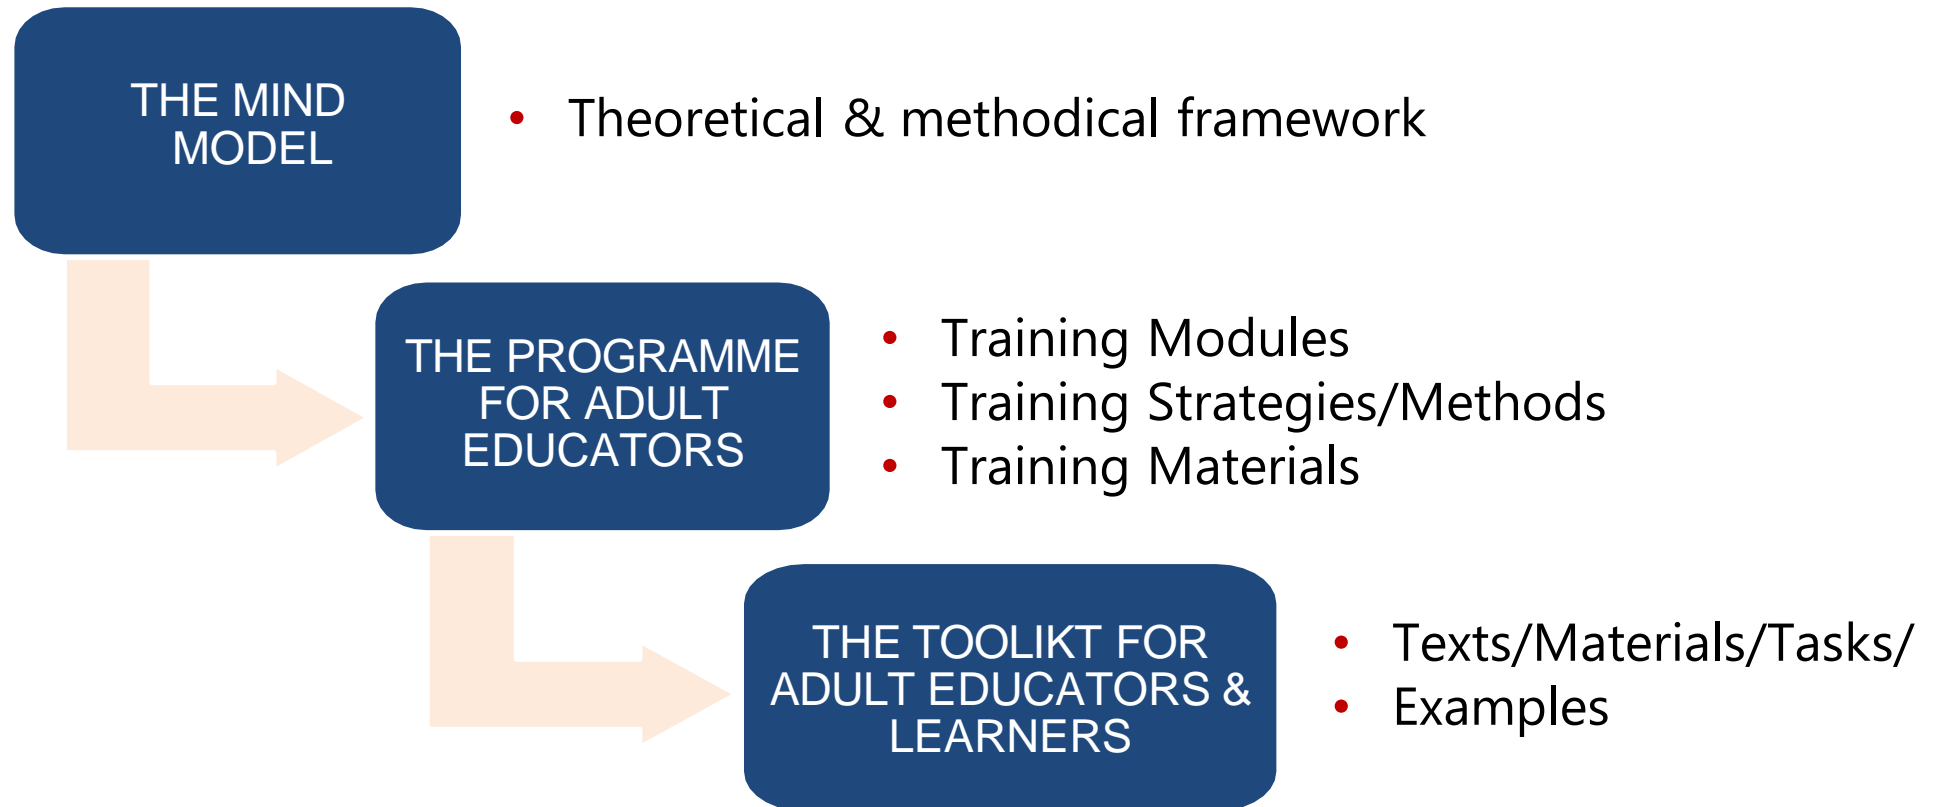 THE MIND
MODEL
• Theoretical & methodical framework
THE PROGRAMME
FOR ADULT
EDUCATORS
• Training Modules
• Training Strategies/Methods
• Training Materials
THE TOOLIKT FOR
ADULT EDUCATORS &
LEARNERS
• Texts/Materials/Tasks/
• Examples